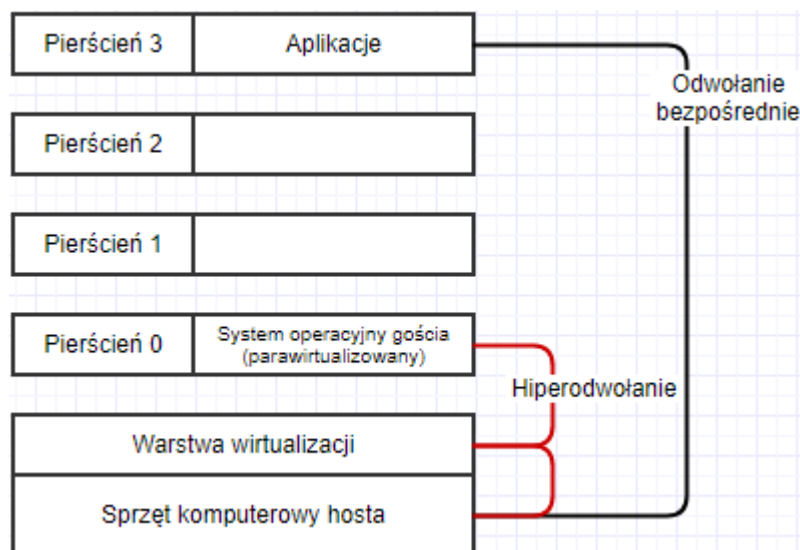 Pierścień 3
Aplikacje
Odwołanie
bezpośrednie
Pierścień 2
Pierścień 1
Pierścień 0
System operacyjny gościa
(parawirtualizowany)
Hiperodwołanie
Warstwa wirtualizacji
Sprzęt komputerowy hosta